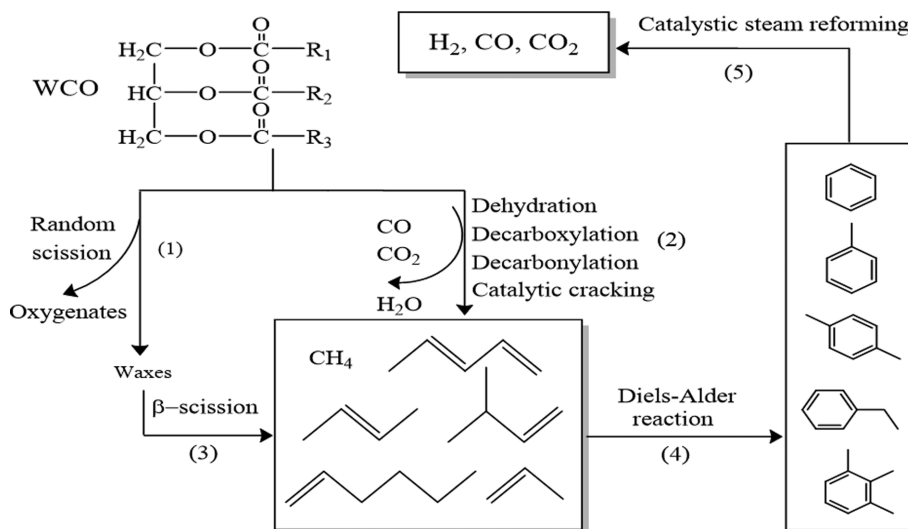 Catalystic steam reforming
H2, CO, CO2
(5)
WCO
H2C—O—C—R1
O
HC—O—C—R2
O
H2C—O—C—R3
O
Random
scission
(1)
Oxygenates
Waxes
β−scission
(3)
CO
CO2
H2O
Dehydration
Decarboxylation
Decarbonylation
Catalytic cracking
(2)
CH4
Diels-Alder
reaction
(4)